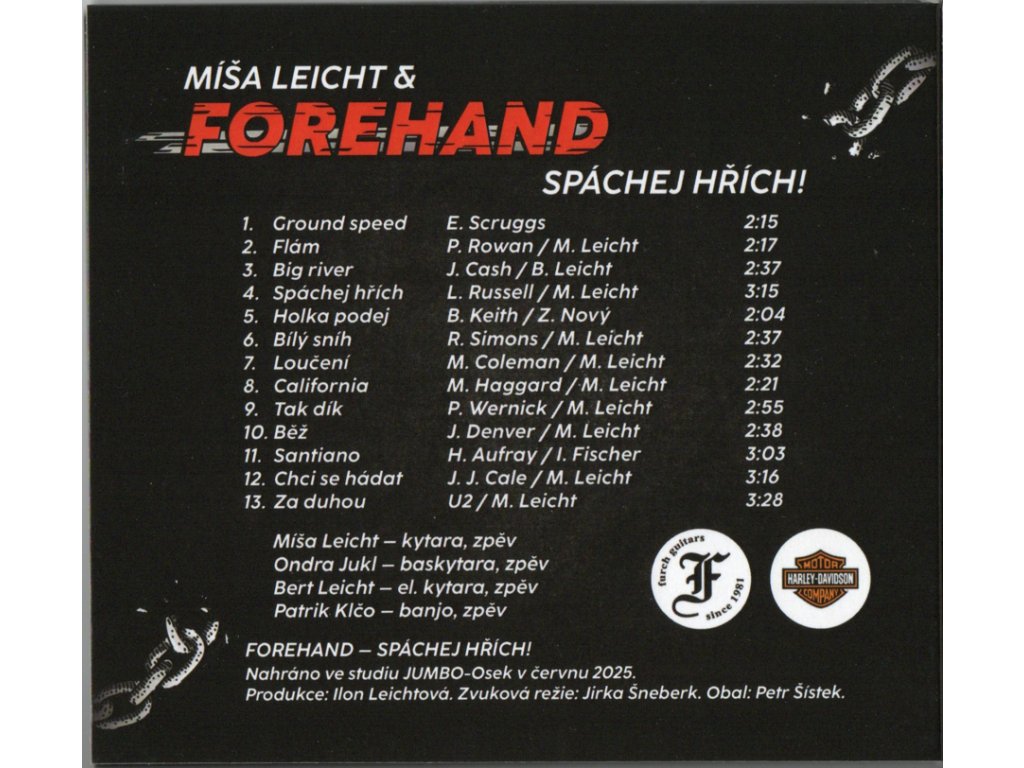 MÍŠA LEICHT &
FOREHAND
SPÁCHEJ HŘÍCH!
1. Ground speed E. Scruggs 2:15
2. Flám P. Rowan / M. Leicht 2:17
3. Big river J. Cash / B. Leicht 2:37
4. Spáchej hřích L. Russell / M. Leicht 3:15
5. Holka podej B. Keith / Z. Nový 2:04
6. Bílý sníh R. Simons / M. Leicht 2:37
7. Loučení M. Coleman / M. Leicht 2:32
8. California M. Haggard / M. Leicht 2:21
9. Tak dík P. Wernick / M. Leicht 2:55
10. Běž J. Denver / M. Leicht 2:38
11. Santiano H. Aufray / I. Fischer 3:03
12. Chci se hádat J. J. Cale / M. Leicht 3:16
13. Za duhou U2 / M. Leicht 3:28
Míša Leicht – kytara, zpěv
Ondra Jukl – baskytara, zpěv
Bert Leicht – el. kytara, zpěv
Patrik Klčo – banjo, zpěv
furch guitars
F
since 1981
MOTOR
HARLEY-DAVIDSON
COMPANY
FOREHAND – SPÁCHEJ HŘÍCH!
Nahráno ve studiu JUMBO-Osek v červnu 2025.
Produkce: Ilon Leichtová. Zvuková režie: Jirka Šneberk. Obal: Petr Šístek.